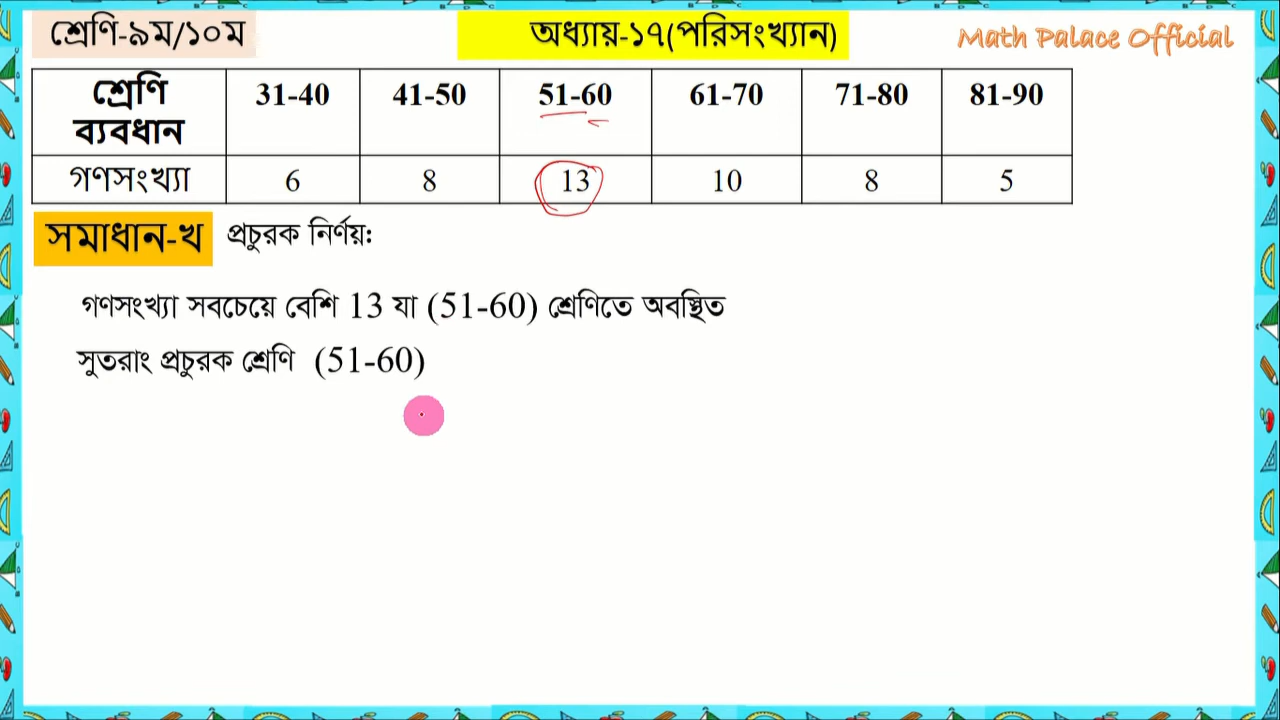 শ্রেণি-৯ম/১০ম
অধ্যায়-১৭(পরিসংখ্যান)
Math Palace Official
শ্রেণি ব্যবধান 31-40 41-50 51-60 61-70 71-80 81-90
গণসংখ্যা 6 8 13 10 8 5
সমাধান-খ প্রচুরক নির্ণয়ঃ
গণসংখ্যা সবচেয়ে বেশি 13 যা (51-60) শ্রেণিতে অবস্থিত
সুতরাং প্রচুরক শ্রেণি (51-60)